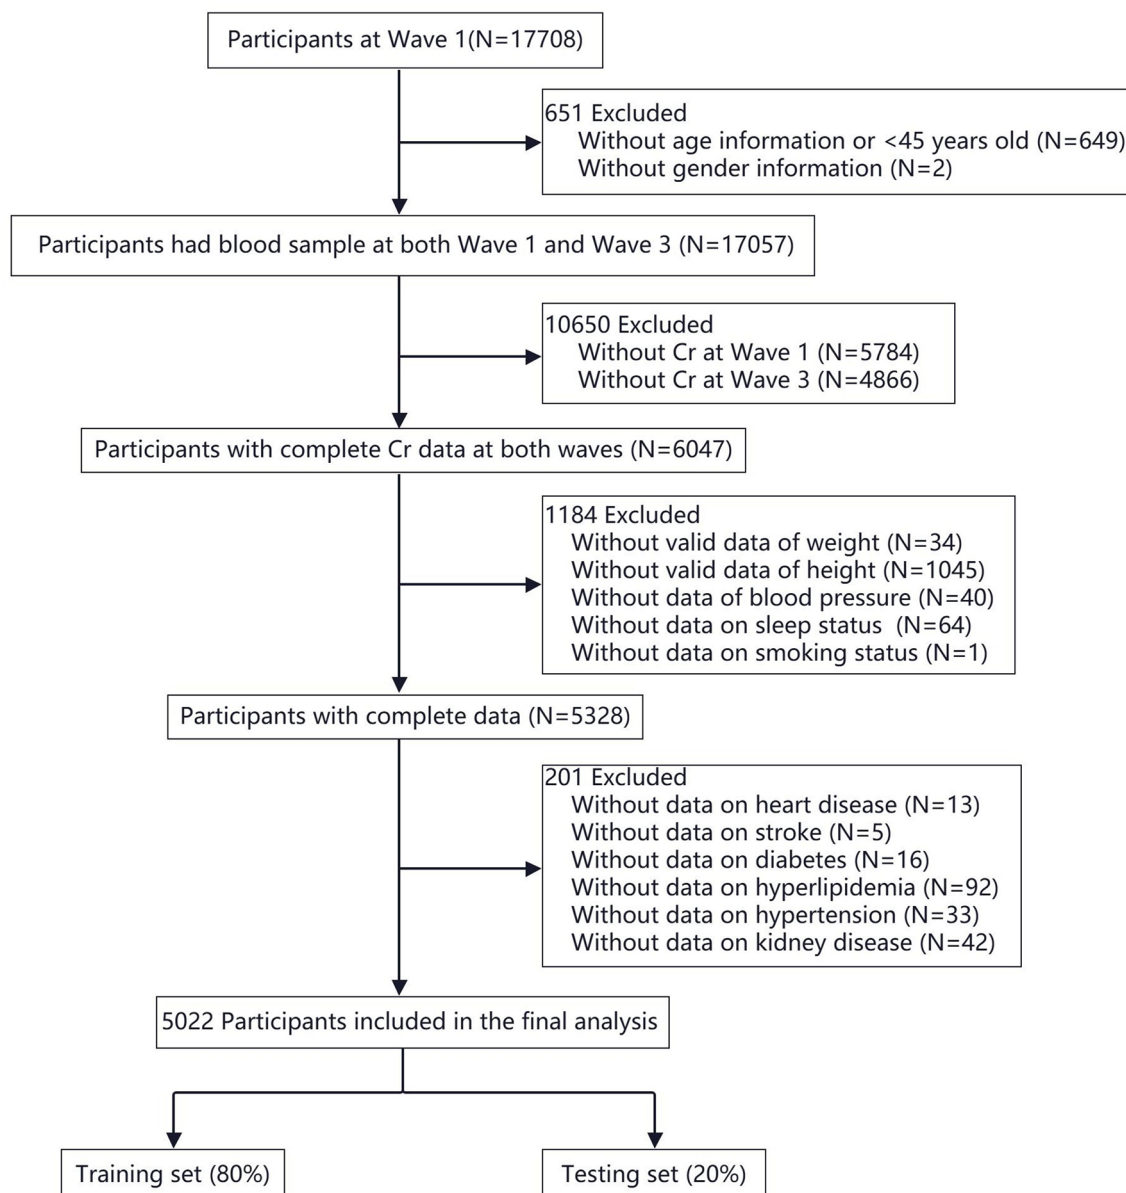 Participants at Wave 1(N=17708)
651 Excluded
Without age information or <45 years old (N=649)
Without gender information (N=2)
Participants had blood sample at both Wave 1 and Wave 3 (N=17057)
10650 Excluded
Without Cr at Wave 1 (N=5784)
Without Cr at Wave 3 (N=4866)
Participants with complete Cr data at both waves (N=6047)
1184 Excluded
Without valid data of weight (N=34)
Without valid data of height (N=1045)
Without data of blood pressure (N=40)
Without data on sleep status (N=64)
Without data on smoking status (N=1)
Participants with complete data (N=5328)
201 Excluded
Without data on heart disease (N=13)
Without data on stroke (N=5)
Without data on diabetes (N=16)
Without data on hyperlipidemia (N=92)
Without data on hypertension (N=33)
Without data on kidney disease (N=42)
5022 Participants included in the final analysis
Training set (80%)
Testing set (20%)